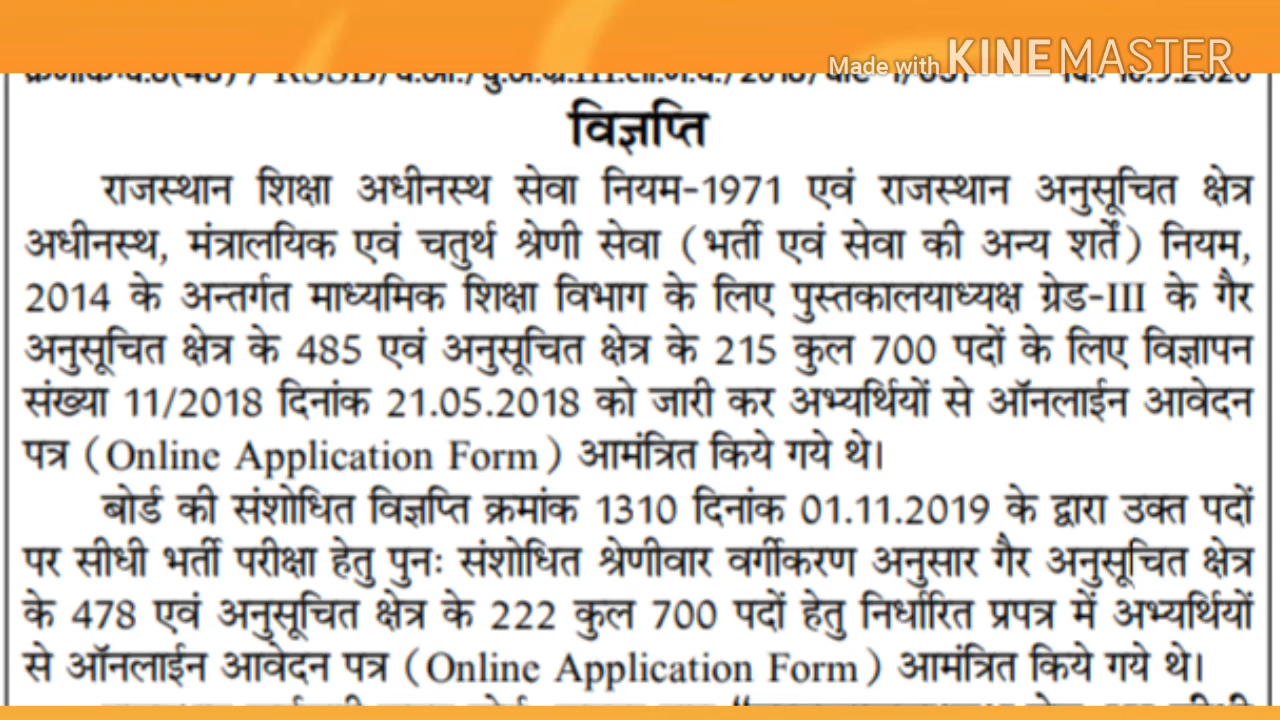 Made with KINEMASTER
विज्ञप्ति
राजस्थान शिक्षा अधीनस्थ सेवा नियम-1971 एवं राजस्थान अनुसूचित क्षेत्र
अधीनस्थ, मंत्रालयिक एवं चतुर्थ श्रेणी सेवा (भर्ती एवं सेवा की अन्य शर्तें) नियम,
2014 के अन्तर्गत माध्यमिक शिक्षा विभाग के लिए पुस्तकालयाध्यक्ष ग्रेड-III के गैर
अनुसूचित क्षेत्र के 485 एवं अनुसूचित क्षेत्र के 215 कुल 700 पदों के लिए विज्ञापन
संख्या 11/2018 दिनांक 21.05.2018 को जारी कर अभ्यर्थियों से ऑनलाईन आवेदन
पत्र (Online Application Form) आमंत्रित किये गये थे।
बोर्ड की संशोधित विज्ञप्ति क्रमांक 1310 दिनांक 01.11.2019 के द्वारा उक्त पदों
पर सीधी भर्ती परीक्षा हेतु पुनः संशोधित श्रेणीवार वर्गीकरण अनुसार गैर अनुसूचित क्षेत्र
के 478 एवं अनुसूचित क्षेत्र के 222 कुल 700 पदों हेतु निर्धारित प्रपत्र में अभ्यर्थियों
से ऑनलाईन आवेदन पत्र (Online Application Form) आमंत्रित किये गये थे।